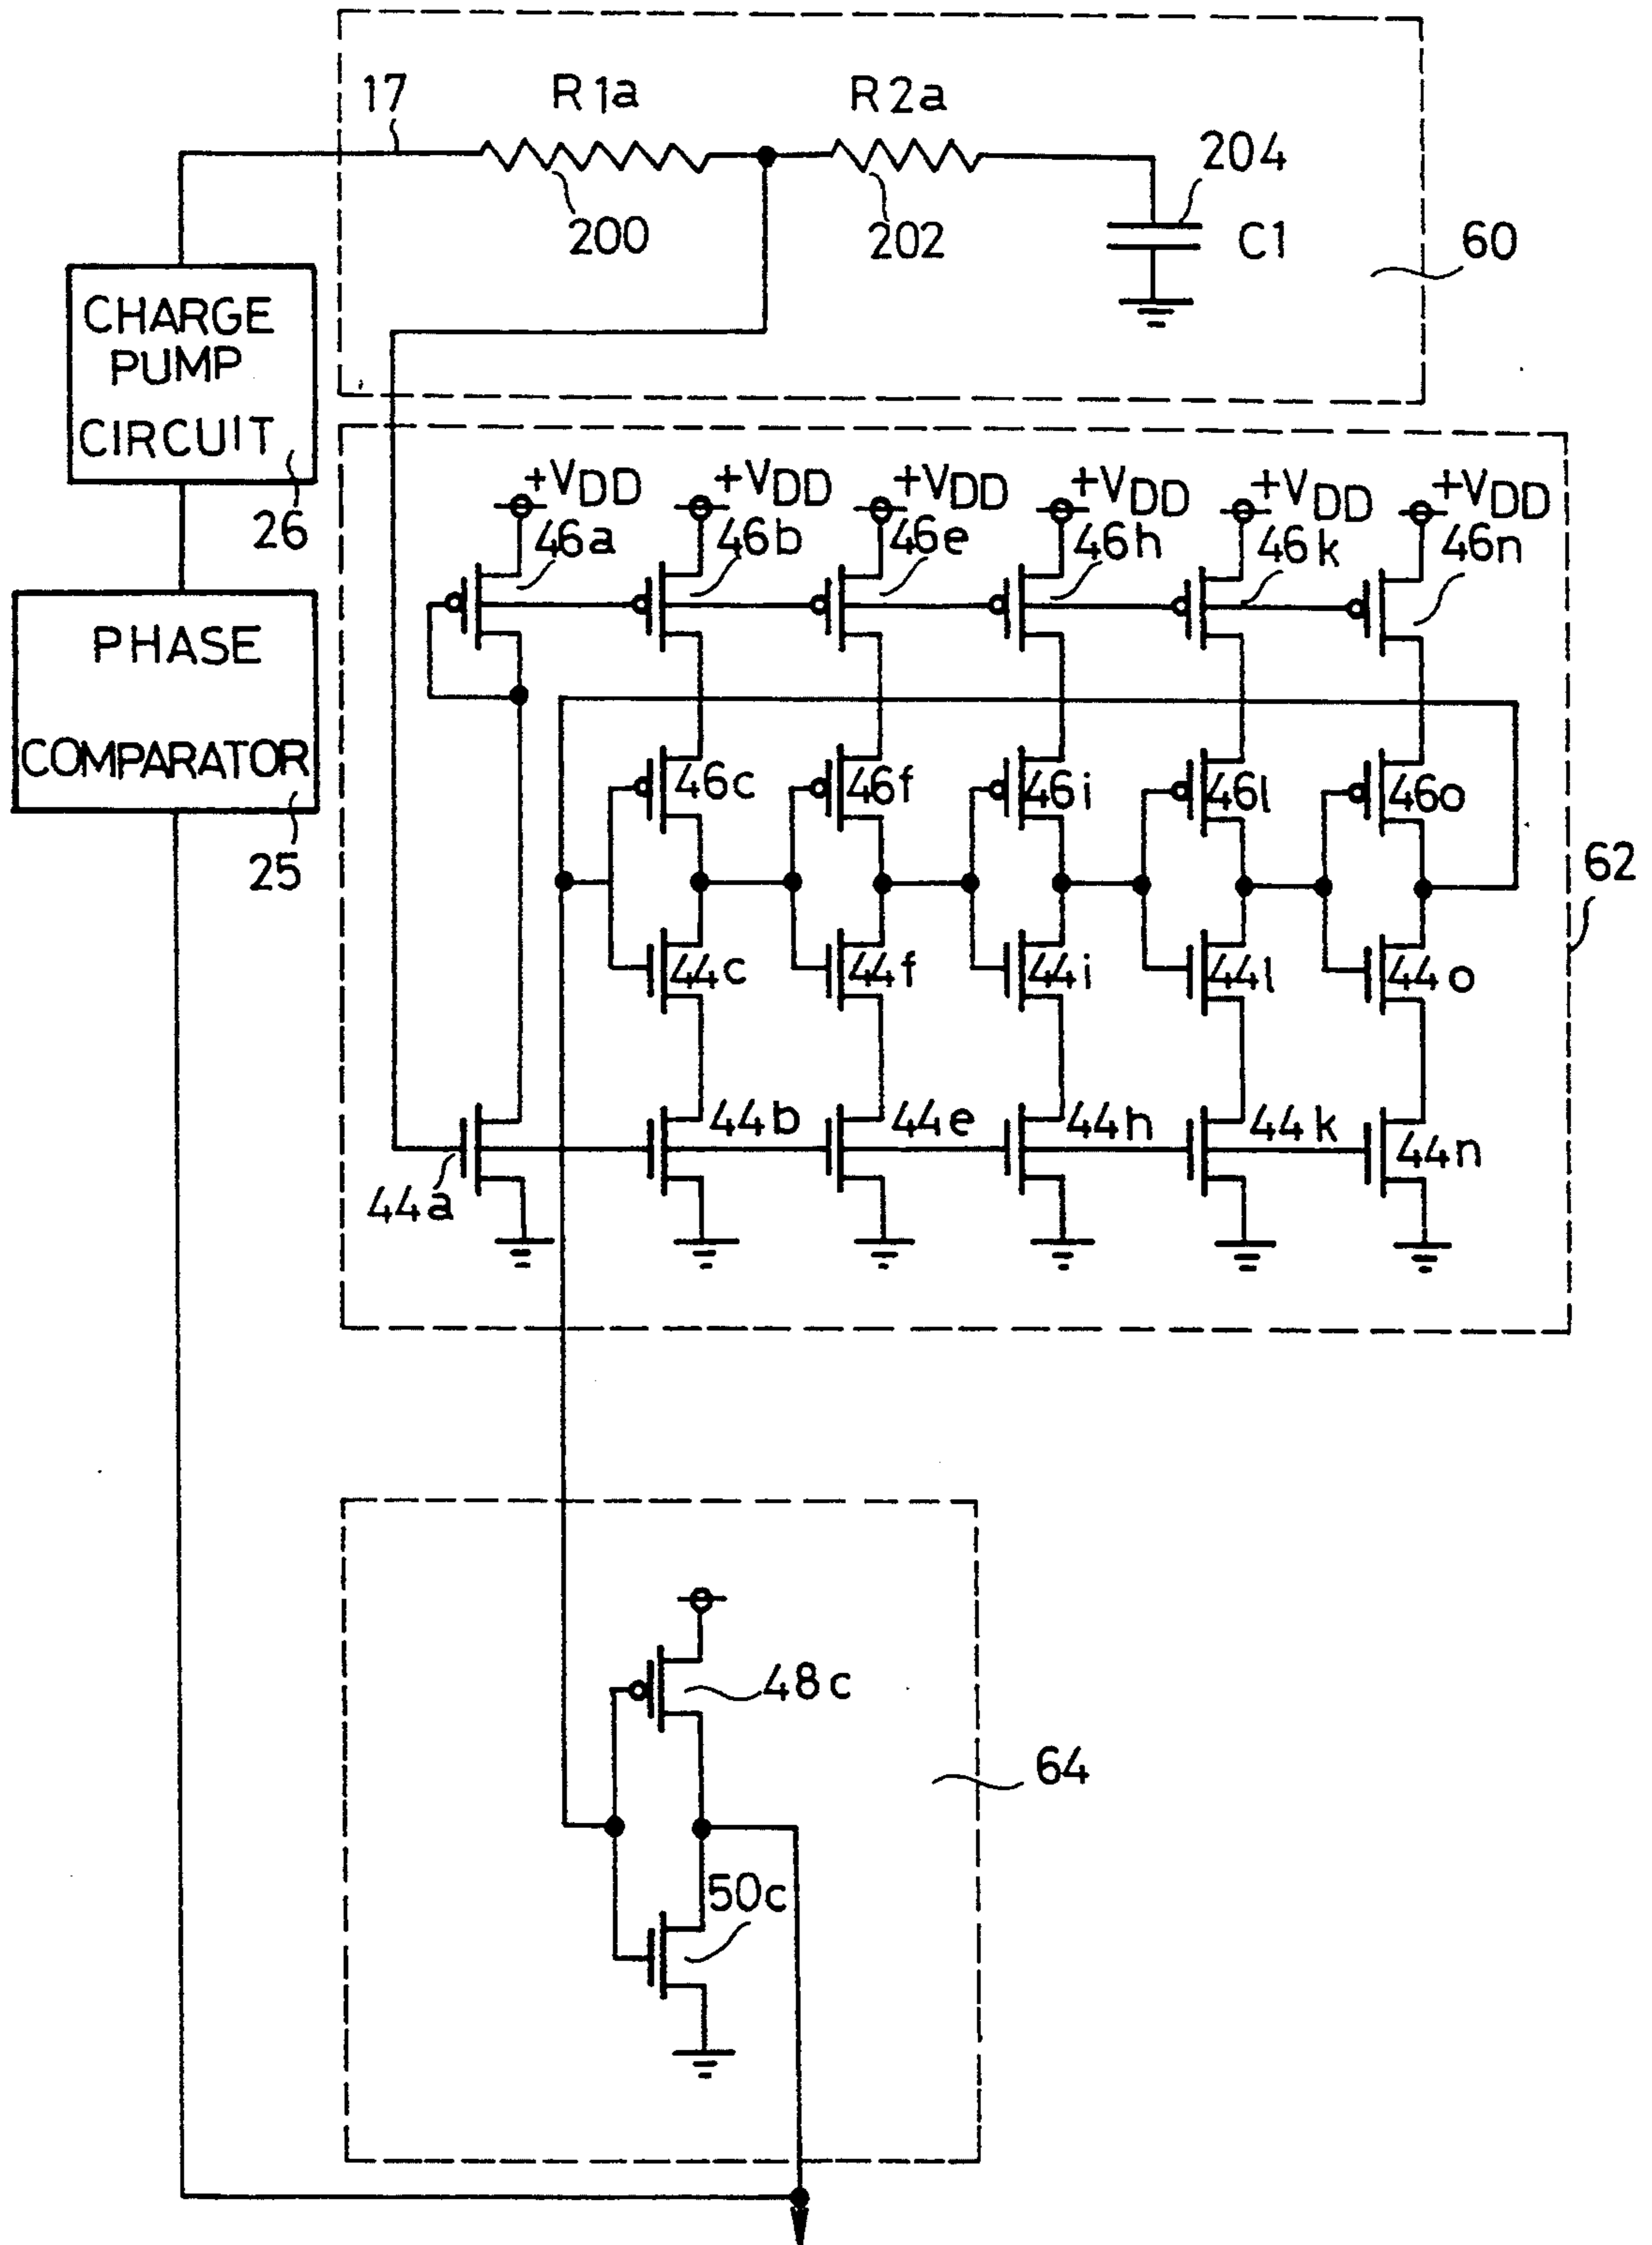 17
R1a
R2a
200
202
204
C1
60
CHARGE
PUMP
CIRCUIT
26
PHASE
COMPARATOR
25
+VDD
+VDD
+VDD
+VDD
+VDD
+VDD
46a
46b
46e
46h
46k
46n
46c
46f
46i
46l
46o
62
44c
44f
44i
44l
44o
44b
44e
44h
44k
44n
44a
48c
64
50c